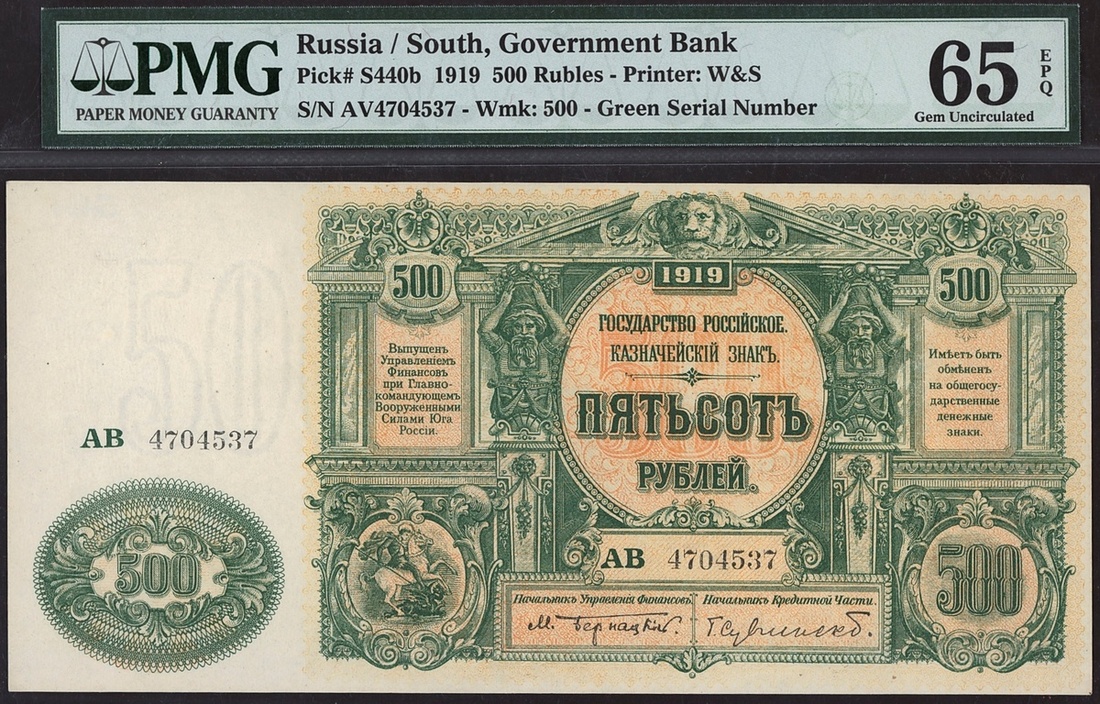 PMG
PAPER MONEY GUARANTY
Russia / South, Government Bank
Pick# S440b 1919 500 Rubles - Printer: W&S
S/N AV4704537 - Wmk: 500 - Green Serial Number
65
EPQ
Gem Uncirculated
500
1919
500
ГОСУДАРСТВО РОССІЙСКОЕ.
КАЗНАЧЕЙСКІЙ ЗНАКЪ.
Выпущенъ
Управленіемъ
Финансовъ
при Главно-
командующемъ
Вооруженными
Силами Юга
Россіи.
Имѣетъ быть
обмѣненъ
на общегосу-
дарственные
денежные
знаки.
ПЯТЬСОТЪ
РУБЛЕЙ.
АВ 4704537
500
АВ 4704537
500
Начальникъ Управленія Финансовъ
Начальникъ Кредитной Части.
М. Бернацкій.